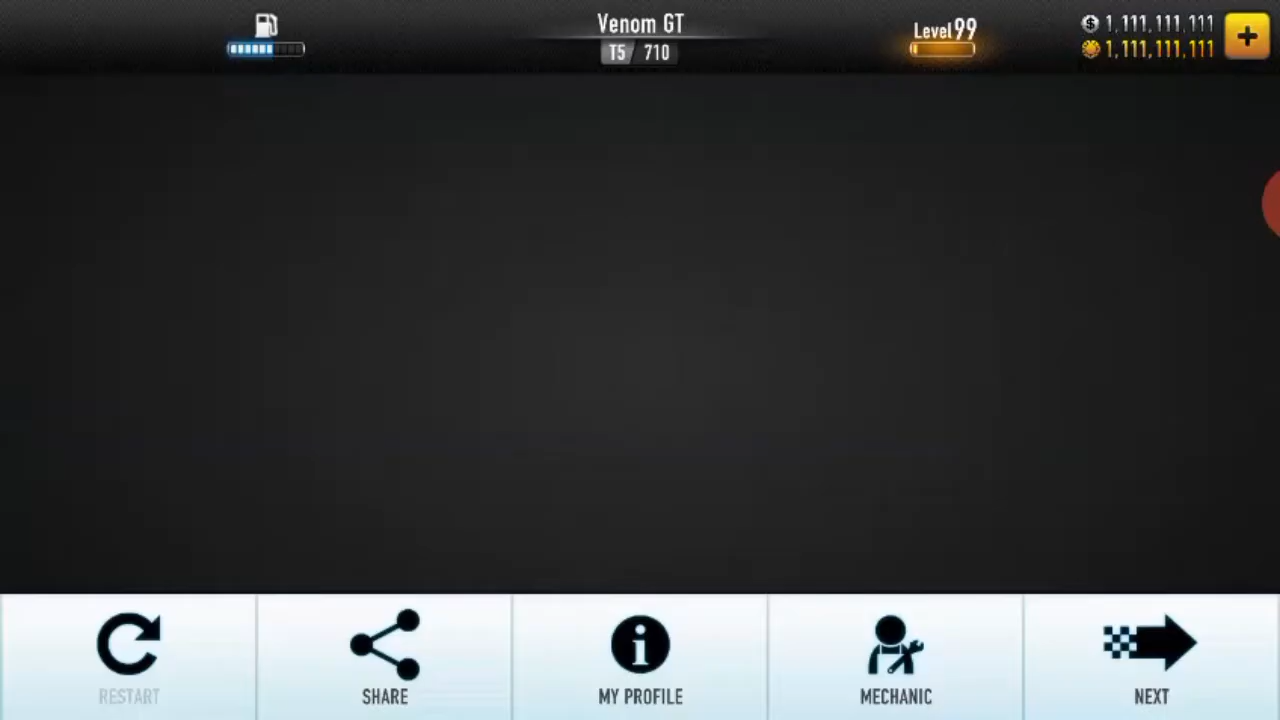 Venom GT
T5 710
Level 99
1,111,111,111
1,111,111,111
RESTART
SHARE
MY PROFILE
MECHANIC
NEXT